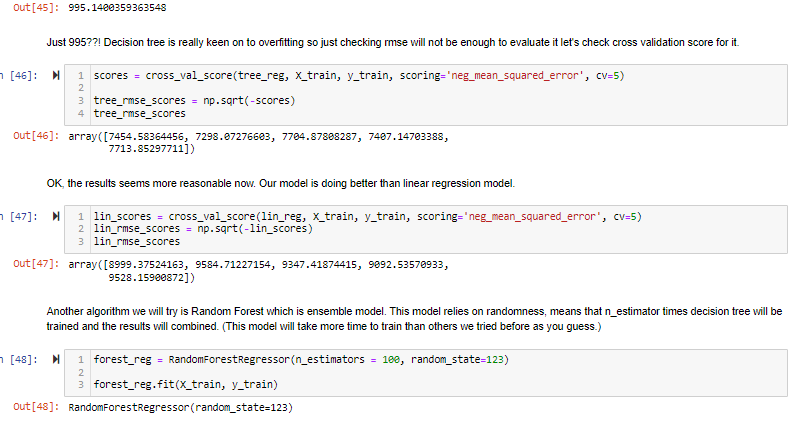 Out[45]: 995.1400359363548
Just 995??! Decision tree is really keen on to overfitting so just checking rmse will not be enough to evaluate it let's check cross validation score for it.
n [46]: 1 scores = cross_val_score(tree_reg, X_train, y_train, scoring='neg_mean_squared_error', cv=5)
2
3 tree_rmse_scores = np.sqrt(-scores)
4 tree_rmse_scores
Out[46]: array([7454.58364456, 7298.07276603, 7704.87808287, 7407.14703388,
7713.85297711])
OK, the results seems more reasonable now. Our model is doing better than linear regression model.
n [47]: 1 lin_scores = cross_val_score(lin_reg, X_train, y_train, scoring='neg_mean_squared_error', cv=5)
2 lin_rmse_scores = np.sqrt(-lin_scores)
3 lin_rmse_scores
Out[47]: array([8999.37524163, 9584.71227154, 9347.41874415, 9092.53570933,
9528.15900872])
Another algorithm we will try is Random Forest which is ensemble model. This model relies on randomness, means that n_estimator times decision tree will be
trained and the results will combined. (This model will take more time to train than others we tried before as you guess.)
n [48]: 1 forest_reg = RandomForestRegressor(n_estimators = 100, random_state=123)
2
3 forest_reg.fit(X_train, y_train)
Out[48]: RandomForestRegressor(random_state=123)